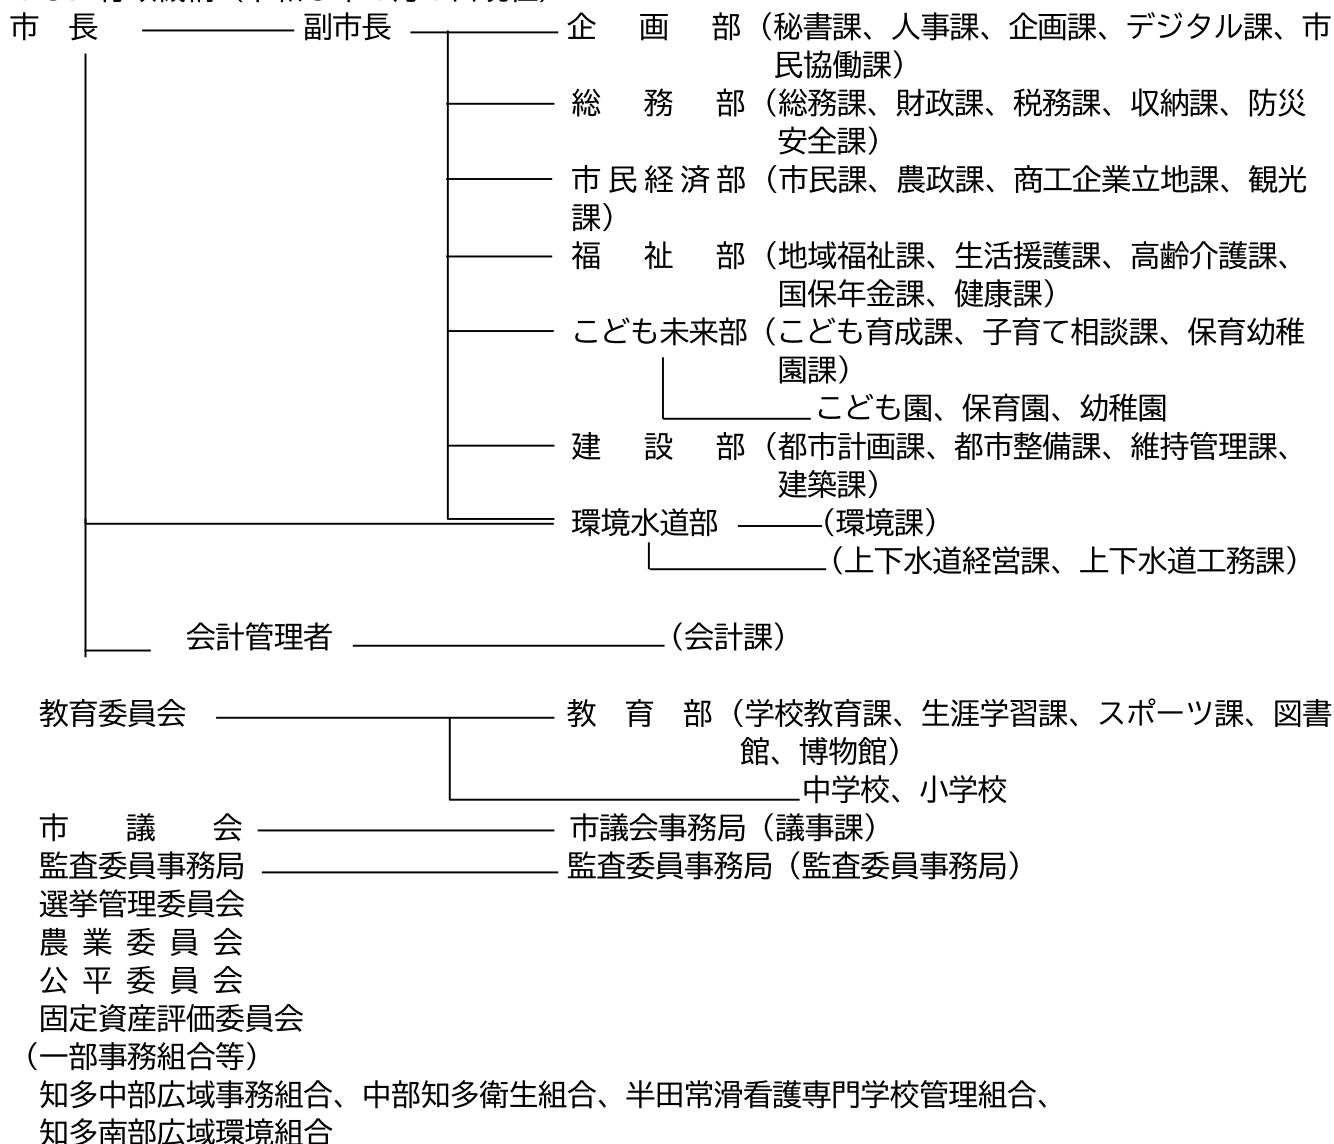 市　長　副市長　企　画　部（秘書課、人事課、企画課、デジタル課、市
民協働課）
総　務　部（総務課、財政課、税務課、収納課、防災
安全課）
市民経済部（市民課、農政課、商工企業立地課、観光
課）
福　祉　部（地域福祉課、生活援護課、高齢介護課、
国保年金課、健康課）
こども未来部（こども育成課、子育て相談課、保育幼稚
園課）
こども園、保育園、幼稚園
建　設　部（都市計画課、都市整備課、維持管理課、
建築課）
環境水道部　（環境課）
（上下水道経営課、上下水道工務課）
会計管理者　（会計課）
教育委員会　教　育　部（学校教育課、生涯学習課、スポーツ課、図書
館、博物館）
中学校、小学校
市　議　会　市議会事務局（議事課）
監査委員事務局　監査委員事務局（監査委員事務局）
選挙管理委員会
農 業 委 員 会
公 平 委 員 会
固定資産評価委員会
（一部事務組合等）
知多中部広域事務組合、中部知多衛生組合、半田常滑看護専門学校管理組合、
知多南部広域環境組合